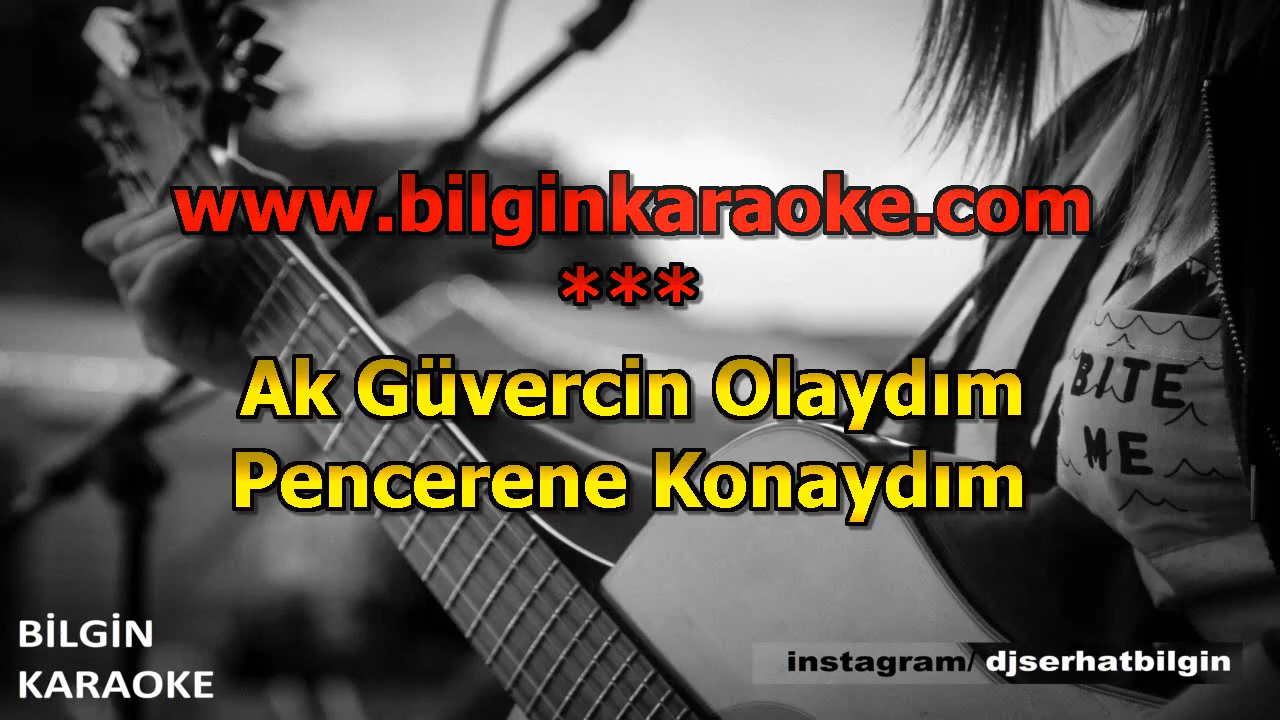 www.bilginkaraoke.com
***
Ak Güvercin Olaydım
Pencerene Konaydım
BITE
ME
BİLGİN
KARAOKE
instagram/ djserhatbilgin